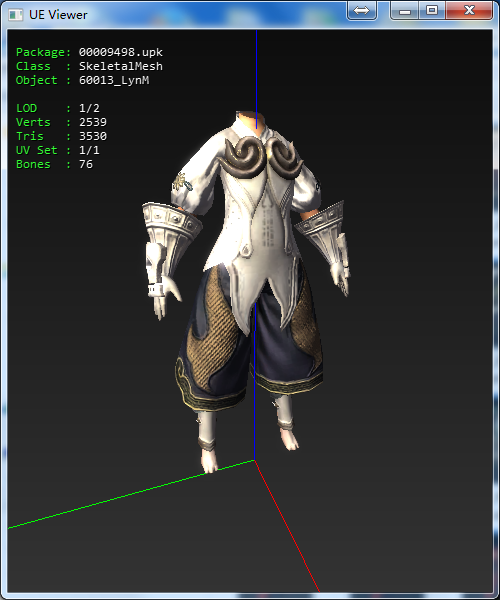 UE Viewer
Package: 00009498.upk
Class : SkeletalMesh
Object : 60013_LynM
LOD : 1/2
Verts : 2539
Tris : 3530
UV Set : 1/1
Bones : 76